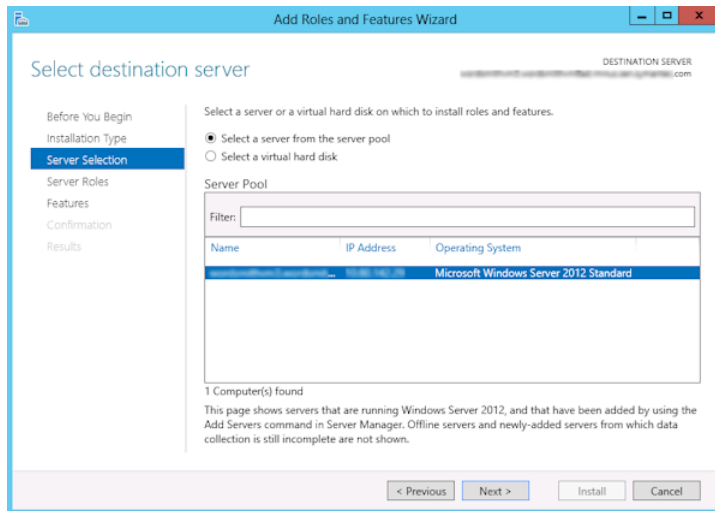 Add Roles and Features Wizard
Select destination server
DESTINATION SERVER
.com
Before You Begin
Installation Type
Server Selection
Server Roles
Features
Confirmation
Results
Select a server or a virtual hard disk on which to install roles and features.
Select a server from the server pool
Select a virtual hard disk
Server Pool
Filter:
Name IP Address Operating System
... Microsoft Windows Server 2012 Standard
1 Computer(s) found
This page shows servers that are running Windows Server 2012, and that have been added by using the
Add Servers command in Server Manager. Offline servers and newly-added servers from which data
collection is still incomplete are not shown.
< Previous Next > Install Cancel